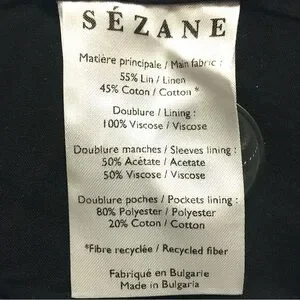 SÉZANE
Matière principale / Main fabric :
55% Lin / Linen
45% Coton / Cotton *
Doublure / Lining :
100% Viscose / Viscose
Doublure manches / Sleeves lining :
50% Acétate / Acetate
50% Viscose / Viscose
Doublure poches / Pockets lining :
80% Polyester / Polyester
20% Coton / Cotton
*Fibre recyclée / Recycled fiber
Fabriqué en Bulgarie
Made in Bulgaria